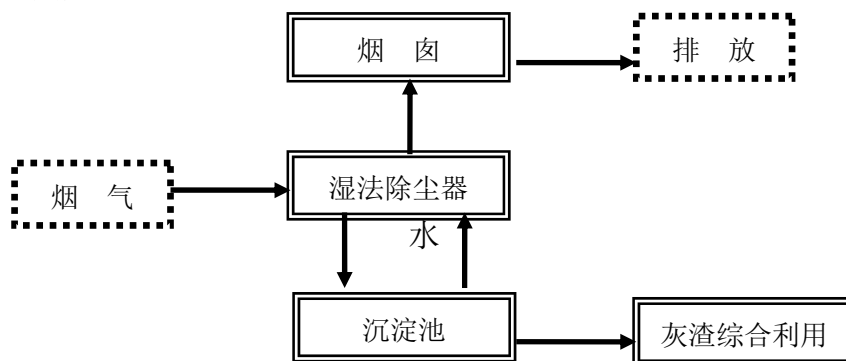 烟 囱
排 放
烟 气
湿法除尘器
水
沉淀池
灰渣综合利用